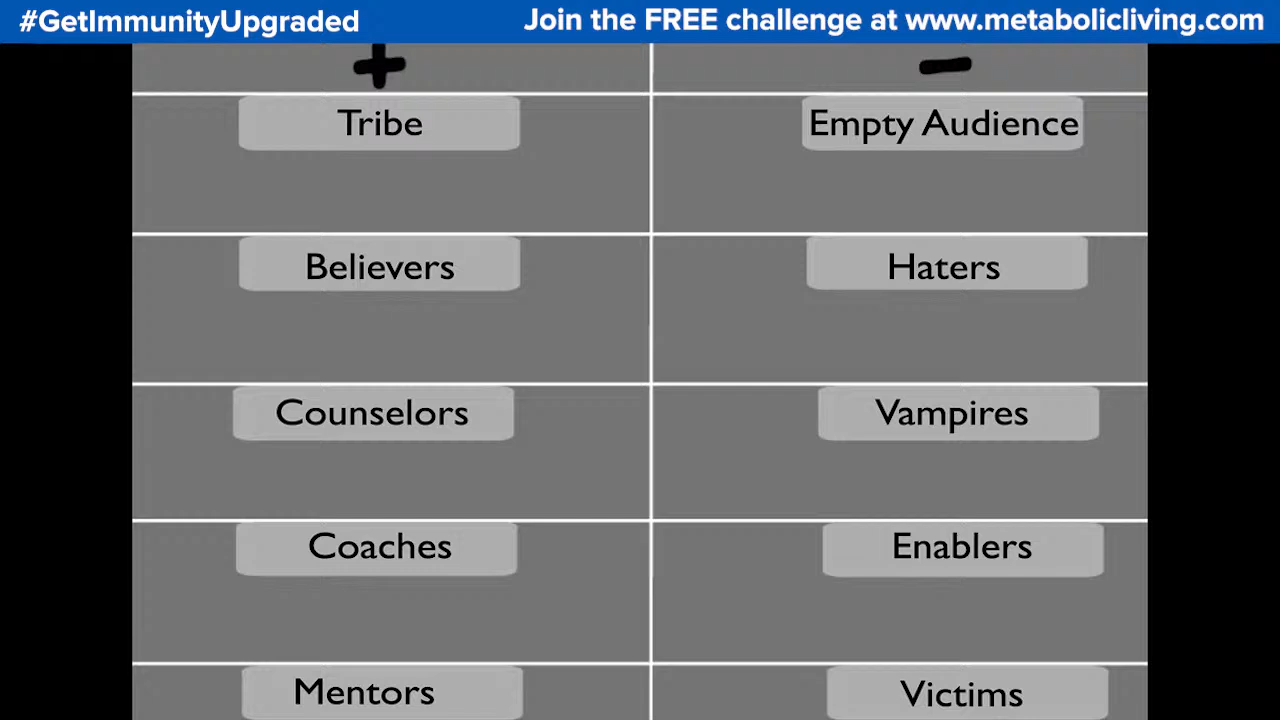 #GetImmunityUpgraded
Join the FREE challenge at www.metabolicliving.com
+ -
Tribe Empty Audience
Believers Haters
Counselors Vampires
Coaches Enablers
Mentors Victims